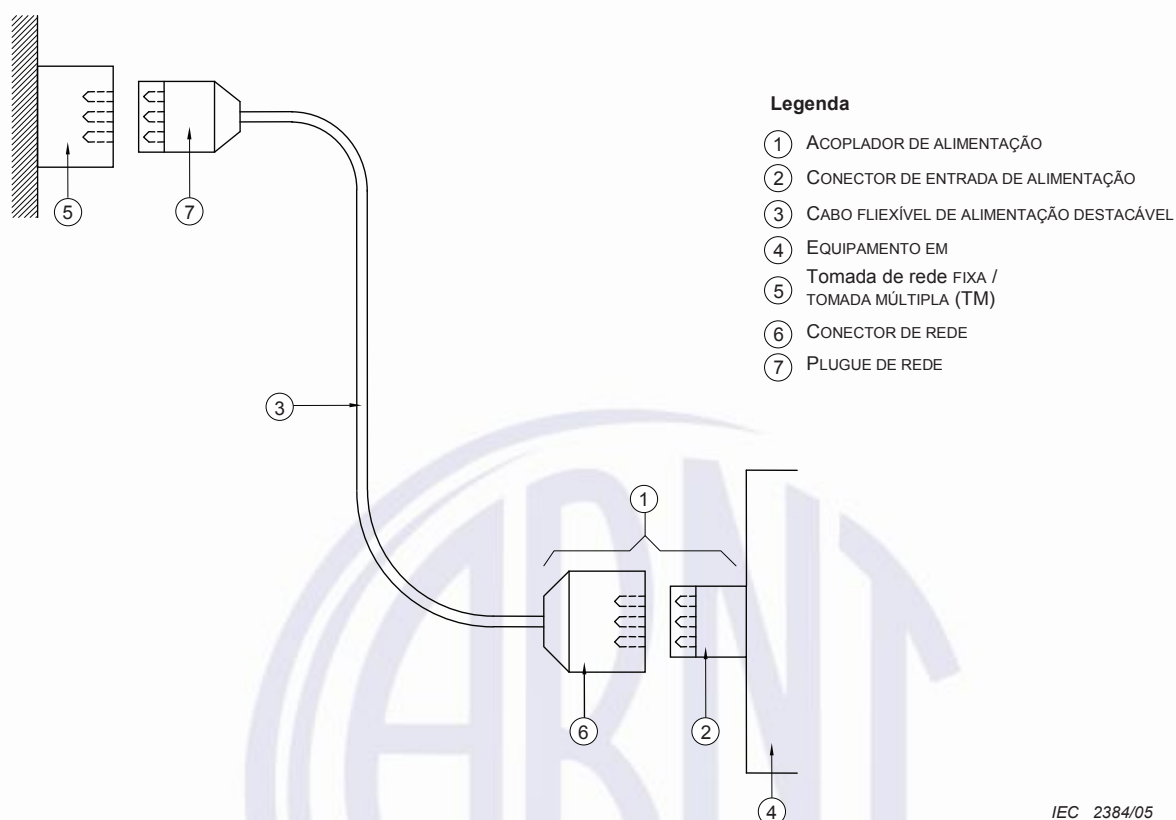 Legenda
1 ACOPLADOR DE ALIMENTAÇÃO
2 CONECTOR DE ENTRADA DE ALIMENTAÇÃO
3 CABO FLIEXÍVEL DE ALIMENTAÇÃO DESTACÁVEL
4 EQUIPAMENTO EM
5 Tomada de rede FIXA /
TOMADA MÚLTIPLA (TM)
6 CONECTOR DE REDE
7 PLUGUE DE REDE
5
7
3
1
6
2
4
ABNT
IEC 2384/05